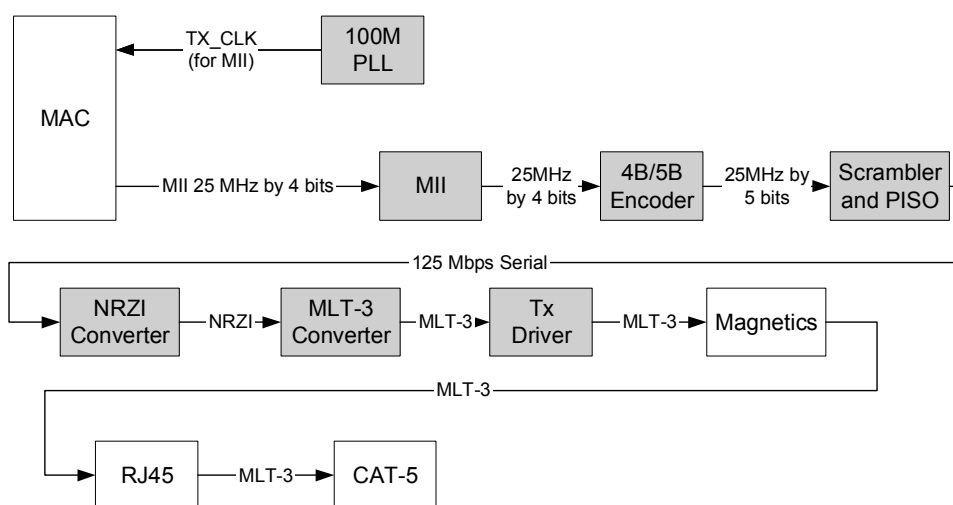 TX_CLK
(for MII)
100M
PLL
MAC
MII 25 MHz by 4 bits
MII
25MHz
by 4 bits
4B/5B
Encoder
25MHz by
5 bits
Scrambler
and PISO
125 Mbps Serial
NRZI
Converter
NRZI
MLT-3
Converter
MLT-3
Tx
Driver
MLT-3
Magnetics
MLT-3
RJ45
MLT-3
CAT-5